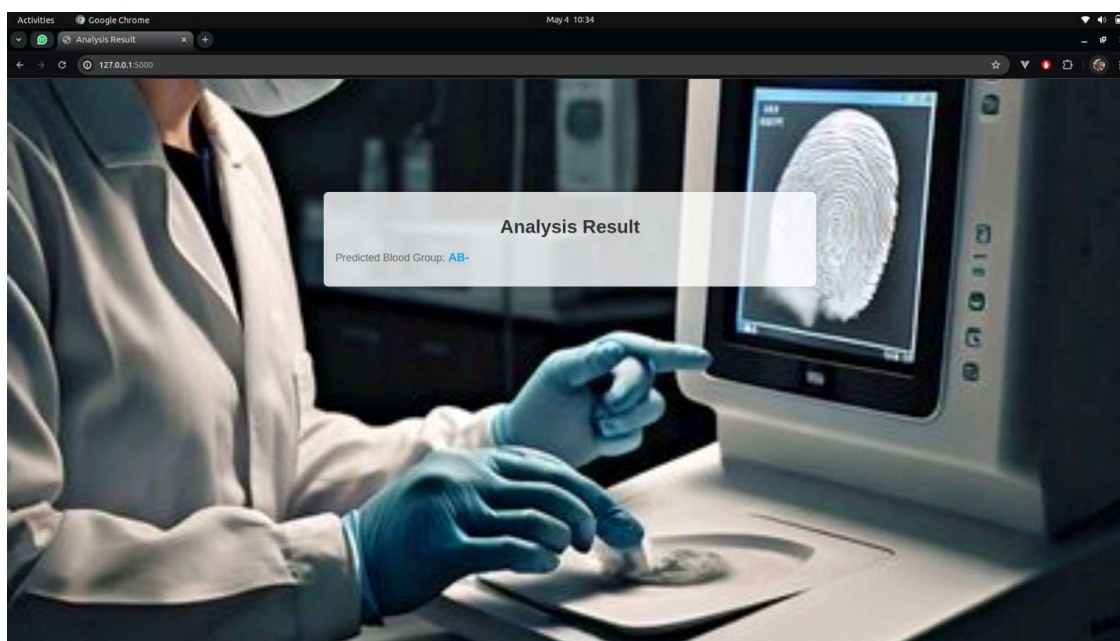 Activities Google Chrome May 4 10:34
Analysis Result
127.0.0.1:5000
Analysis Result
Predicted Blood Group: AB-